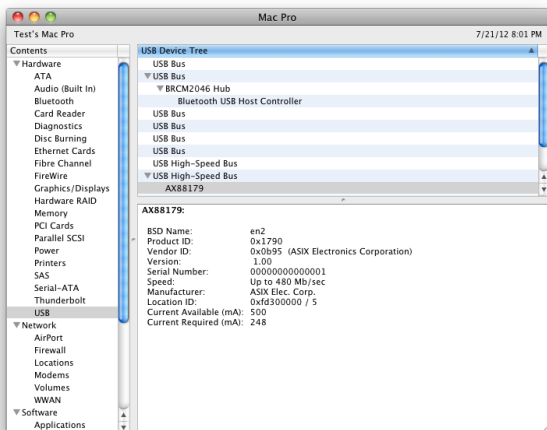 Mac Pro
Test's Mac Pro 7/21/12 8:01 PM
Contents
Hardware
ATA
Audio (Built In)
Bluetooth
Card Reader
Diagnostics
Disc Burning
Ethernet Cards
Fibre Channel
FireWire
Graphics/Displays
Hardware RAID
Memory
PCI Cards
Parallel SCSI
Power
Printers
SAS
Serial-ATA
Thunderbolt
USB
Network
AirPort
Firewall
Locations
Modems
Volumes
WWAN
Software
Applications
USB Device Tree
USB Bus
USB Bus
BRCM2046 Hub
Bluetooth USB Host Controller
USB Bus
USB Bus
USB Bus
USB Bus
USB High-Speed Bus
USB High-Speed Bus
AX88179
AX88179:
BSD Name: en2
Product ID: 0x1790
Vendor ID: 0x0b95 (ASIX Electronics Corporation)
Version: 1.00
Serial Number: 00000000000001
Speed: Up to 480 Mb/sec
Manufacturer: ASIX Elec. Corp.
Location ID: 0xfd300000 / 5
Current Available (mA): 500
Current Required (mA): 248